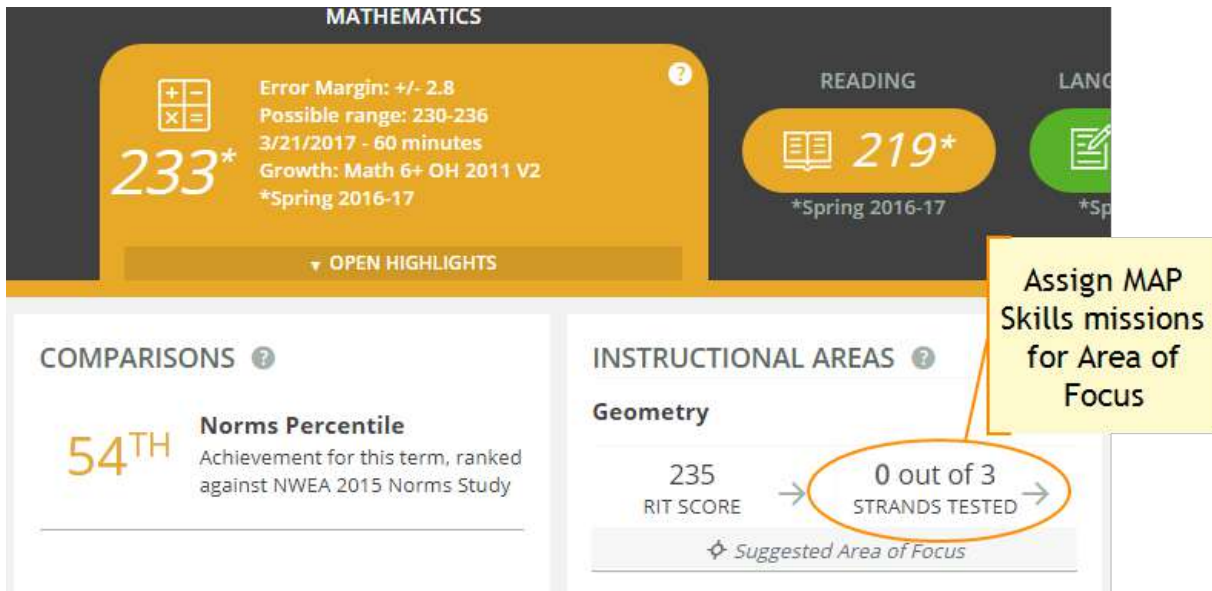 MATHEMATICS
Error Margin: +/- 2.8
Possible range: 230-236
3/21/2017 - 60 minutes
Growth: Math 6+ OH 2011 V2
*Spring 2016-17
233*
▼ OPEN HIGHLIGHTS
?
READING
219*
*Spring 2016-17
LANG
*Sp
Assign MAP
Skills missions
for Area of
Focus
COMPARISONS ?
54TH
Norms Percentile
Achievement for this term, ranked
against NWEA 2015 Norms Study
INSTRUCTIONAL AREAS ?
Geometry
235
RIT SCORE
→
0 out of 3
STRANDS TESTED
→
Suggested Area of Focus